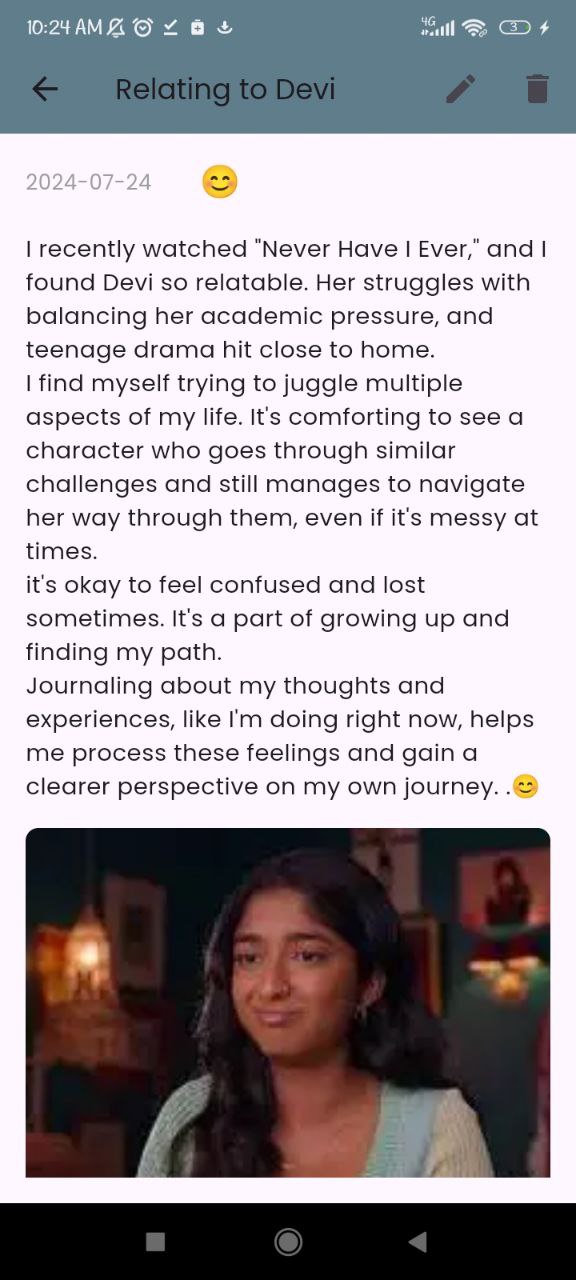 10:24 AM
4G
3
Relating to Devi
2024-07-24
I recently watched "Never Have I Ever," and I
found Devi so relatable. Her struggles with
balancing her academic pressure, and
teenage drama hit close to home.
I find myself trying to juggle multiple
aspects of my life. It's comforting to see a
character who goes through similar
challenges and still manages to navigate
her way through them, even if it's messy at
times.
it's okay to feel confused and lost
sometimes. It's a part of growing up and
finding my path.
Journaling about my thoughts and
experiences, like I'm doing right now, helps
me process these feelings and gain a
clearer perspective on my own journey. .😊